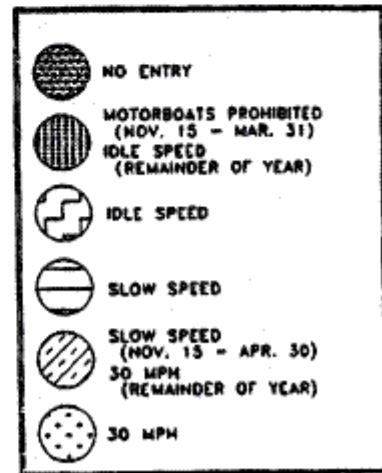 NO ENTRY
MOTORBOATS PROHIBITED
(NOV. 15 - MAR. 31)
IDLE SPEED
(REMAINDER OF YEAR)
IDLE SPEED
SLOW SPEED
SLOW SPEED
(NOV. 15 - APR. 30)
30 MPH
(REMAINDER OF YEAR)
30 MPH